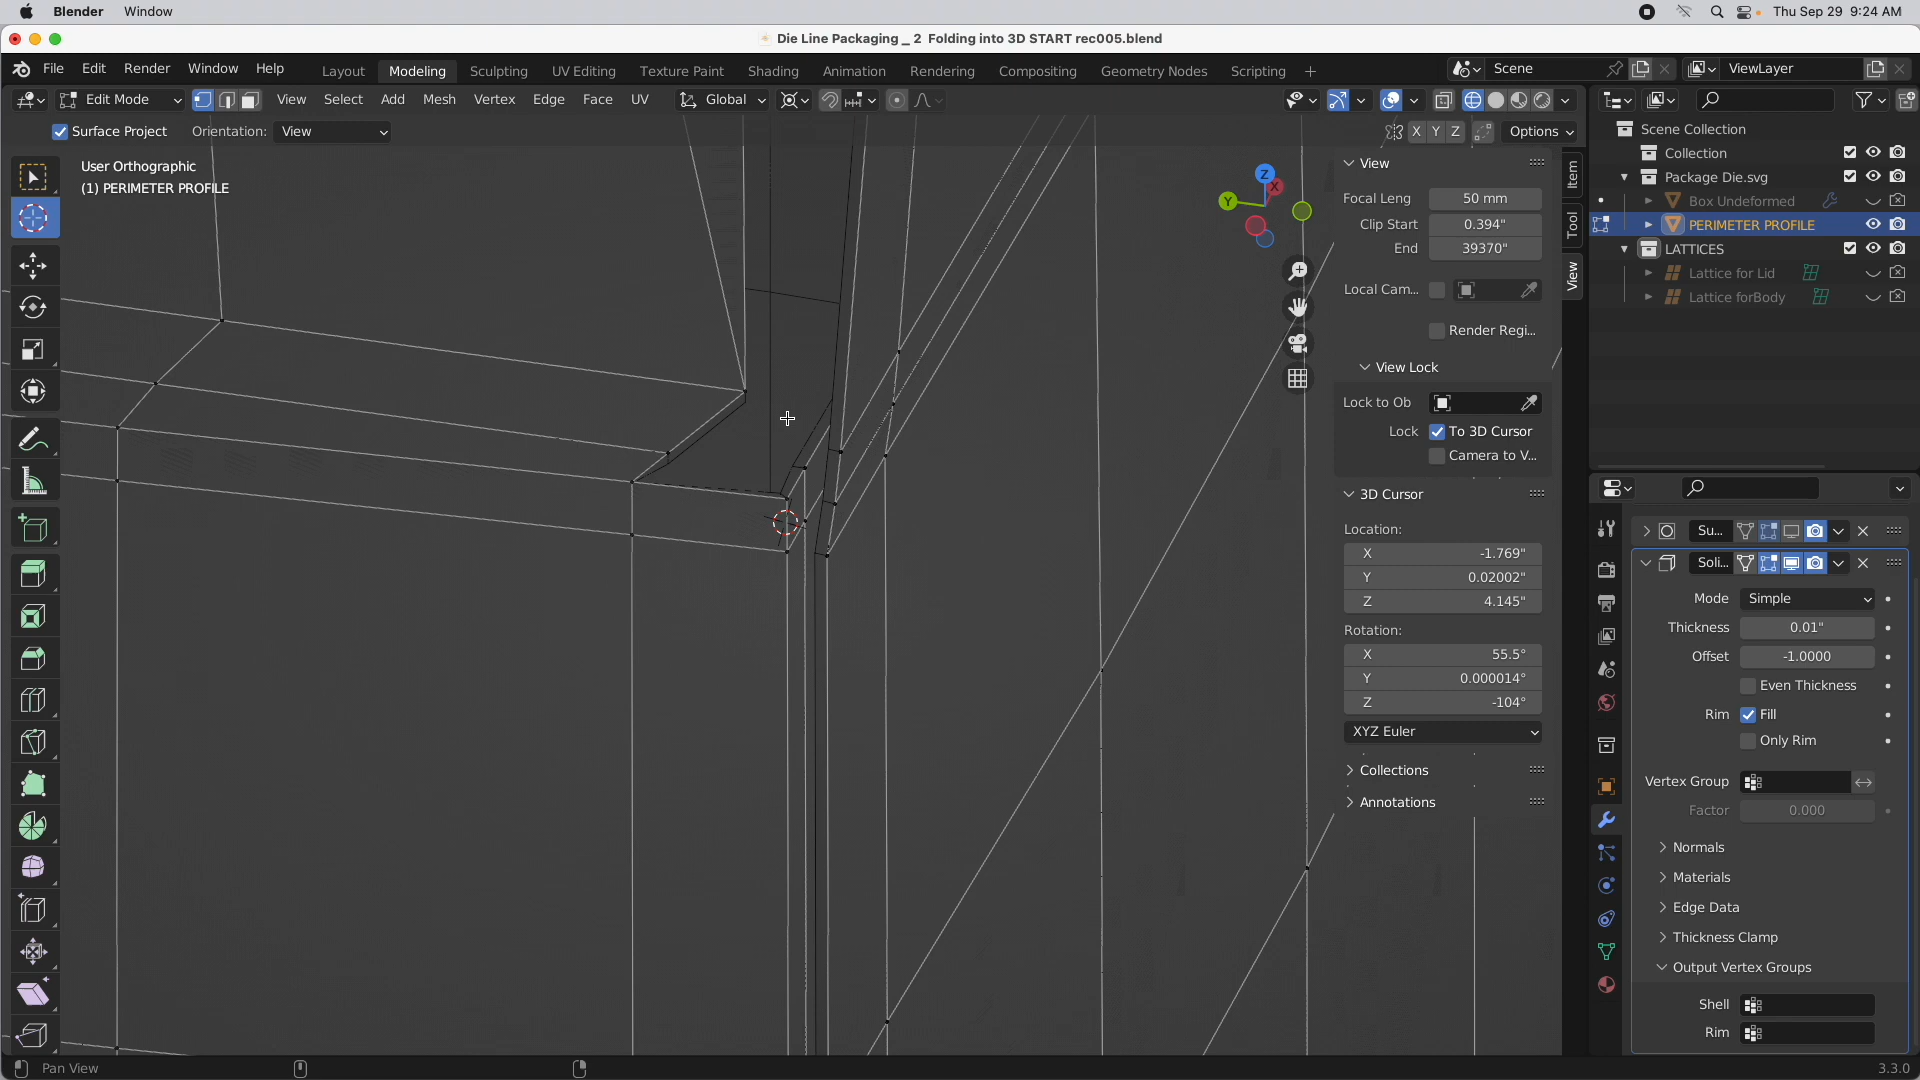 Blender Window Thu Sep 29 9:24 AM
Die Line Packaging _ 2 Folding into 3D START rec005.blend
File Edit Render Window Help Layout Modeling Sculpting UV Editing Texture Paint Shading Animation Rendering Compositing Geometry Nodes Scripting + Scene ViewLayer
Edit Mode View Select Add Mesh Vertex Edge Face UV Global
Surface Project Orientation: View X Y Z Options
User Orthographic
(1) PERIMETER PROFILE
Z
X
Y
View
Focal Leng 50 mm
Clip Start 0.394"
End 39370"
Local Cam...
Render Regi...
View Lock
Lock to Ob
Lock To 3D Cursor
Camera to V...
3D Cursor
Location:
X -1.769"
Y 0.02002"
Z 4.145"
Rotation:
X 55.5°
Y 0.000014°
Z -104°
XYZ Euler
Collections
Annotations
Item
Tool
View
Scene Collection
Collection
Package Die.svg
Box Undeformed
PERIMETER PROFILE
LATTICES
Lattice for Lid
Lattice forBody
Su...
Soli...
Mode Simple
Thickness 0.01"
Offset -1.0000
Even Thickness
Rim Fill
Only Rim
Vertex Group
Factor 0.000
Normals
Materials
Edge Data
Thickness Clamp
Output Vertex Groups
Shell
Rim
Pan View 3.3.0